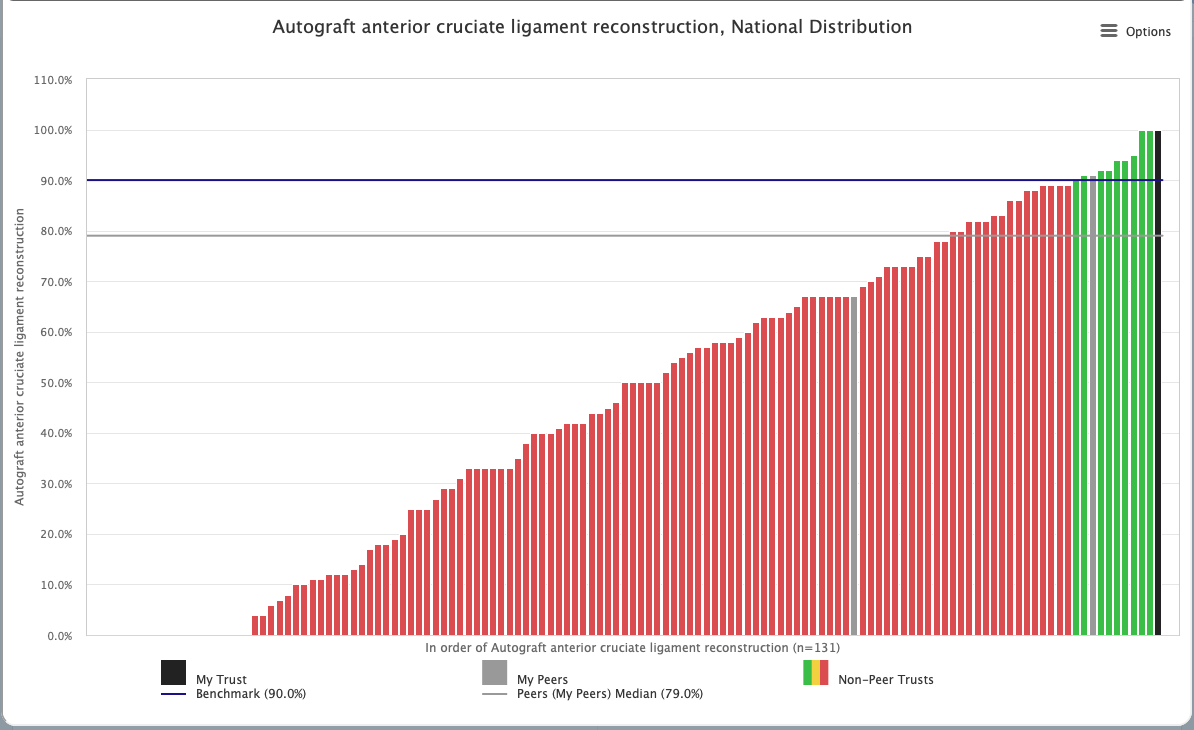 Autograft anterior cruciate ligament reconstruction, National Distribution
Options
110.0%
100.0%
90.0%
80.0%
70.0%
60.0%
50.0%
40.0%
30.0%
20.0%
10.0%
0.0%
Autograft anterior cruciate ligament reconstruction
In order of Autograft anterior cruciate ligament reconstruction (n=131)
My Trust
Benchmark (90.0%)
My Peers
Peers (My Peers) Median (79.0%)
Non-Peer Trusts